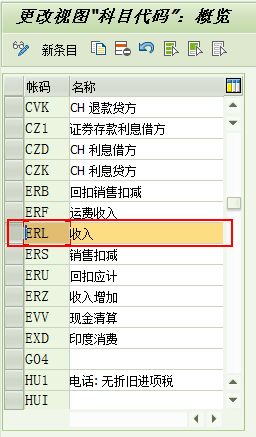 更改视图"科目代码": 概览
新条目
帐码 名称
CVK CH 退款贷方
CZ1 证券存款利息借方
CZD CH 利息借方
CZK CH 利息贷方
ERB 回扣销售扣减
ERF 运费收入
ERL 收入
ERS 销售扣减
ERU 回扣应计
ERZ 收入增加
EVV 现金清算
EXD 印度消费
G04
HU1 电话: 无折旧进项税
HUI